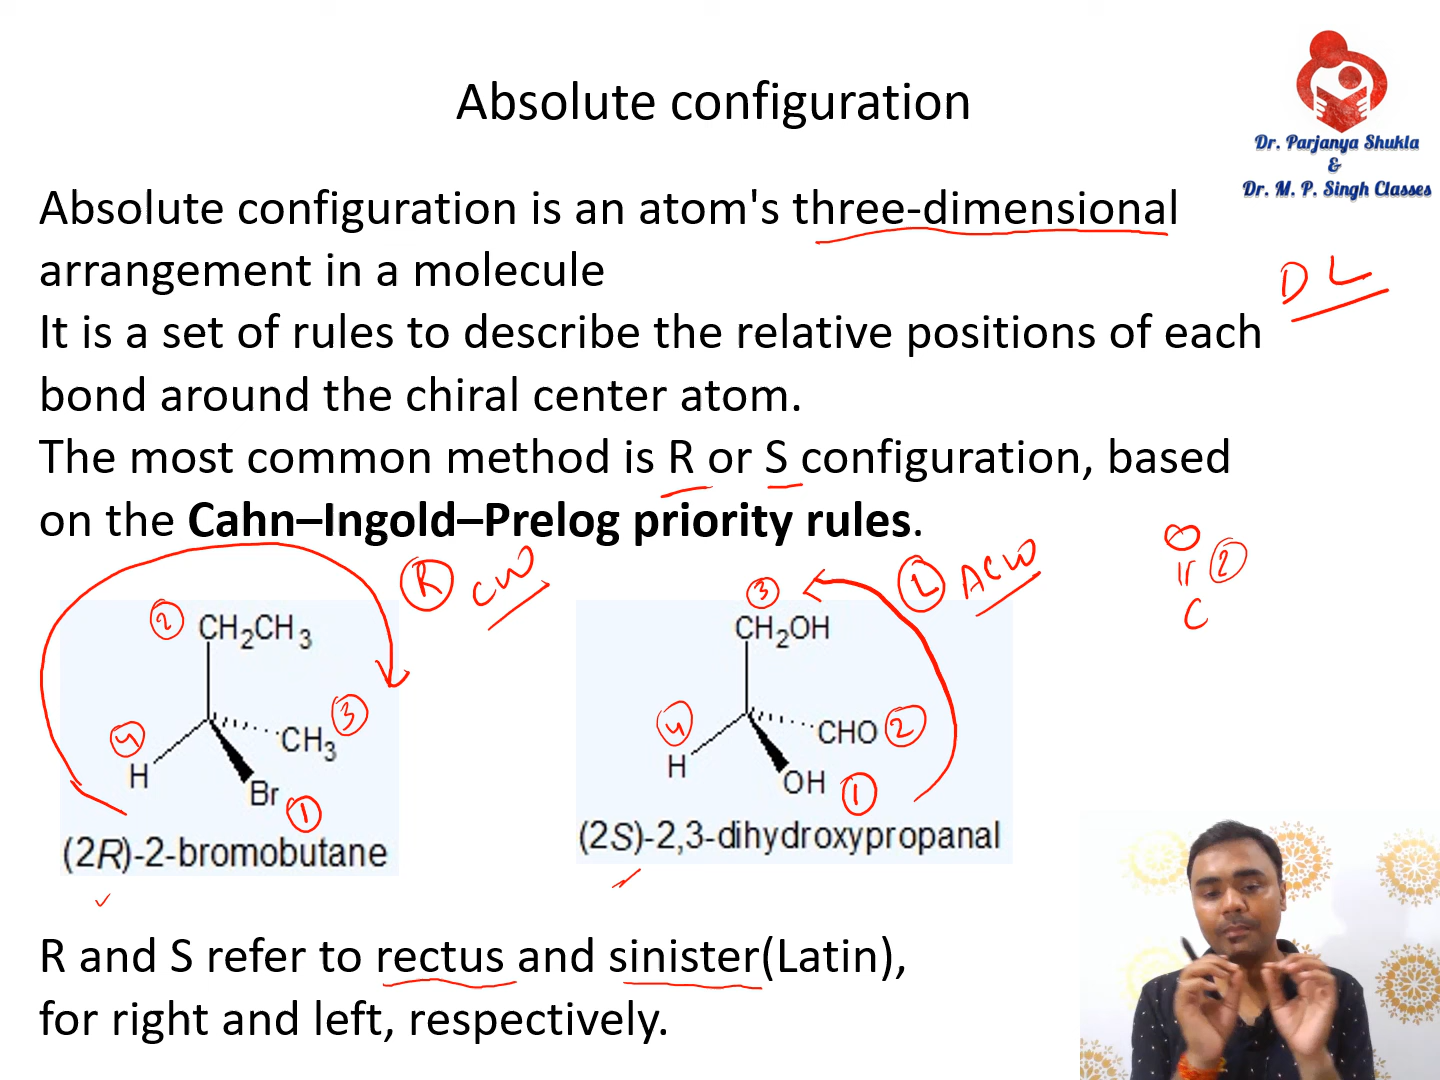 Absolute configuration
Dr. Parjanya Shukla
&
Dr. M. P. Singh Classes
Absolute configuration is an atom's three-dimensional
arrangement in a molecule
D L
It is a set of rules to describe the relative positions of each
bond around the chiral center atom.
The most common method is R or S configuration, based
on the Cahn–Ingold–Prelog priority rules.
R CW
L ACW
O
2
C
2 CH2CH3
3
4
CH3
H
Br 1
(2R)-2-bromobutane
3
CH2OH
4
CHO 2
H
OH 1
(2S)-2,3-dihydroxypropanal
R and S refer to rectus and sinister(Latin),
for right and left, respectively.